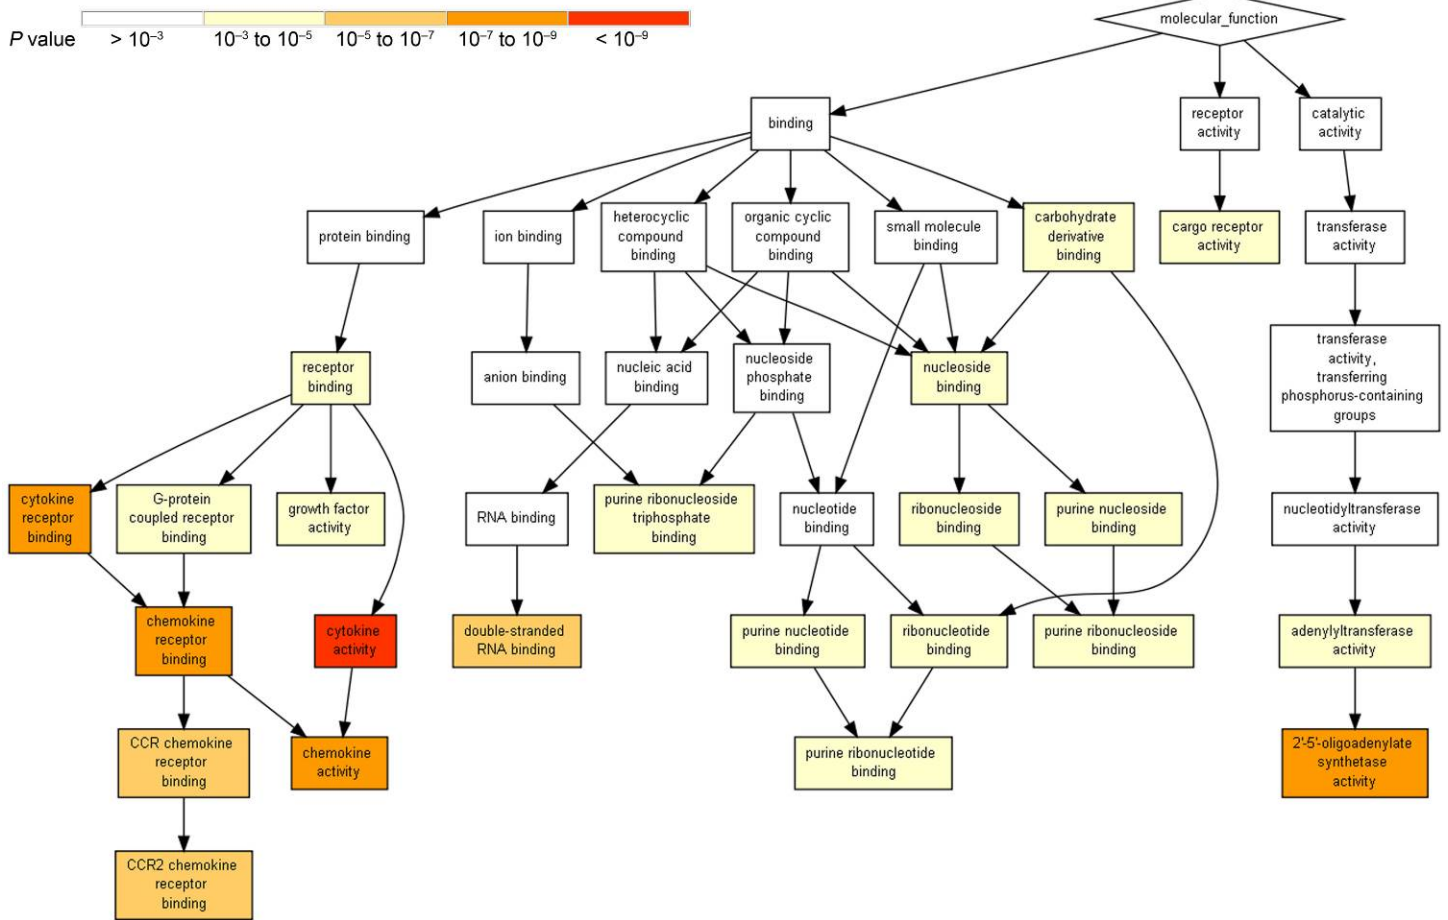 P value
> 10⁻³
10⁻³ to 10⁻⁵
10⁻⁵ to 10⁻⁷
10⁻⁷ to 10⁻⁹
< 10⁻⁹
molecular_function
binding
receptor
activity
catalytic
activity
protein binding
ion binding
heterocyclic
compound
binding
organic cyclic
compound
binding
small molecule
binding
carbohydrate
derivative
binding
cargo receptor
activity
transferase
activity
receptor
binding
anion binding
nucleic acid
binding
nucleoside
phosphate
binding
nucleoside
binding
transferase
activity,
transferring
phosphorus-containing
groups
cytokine
receptor
binding
G-protein
coupled receptor
binding
growth factor
activity
RNA binding
purine ribonucleoside
triphosphate
binding
nucleotide
binding
ribonucleoside
binding
purine nucleoside
binding
nucleotidyltransferase
activity
chemokine
receptor
binding
cytokine
activity
double-stranded
RNA binding
purine nucleotide
binding
ribonucleotide
binding
purine ribonucleoside
binding
adenylyltransferase
activity
CCR chemokine
receptor
binding
chemokine
activity
purine ribonucleotide
binding
2'-5'-oligoadenylate
synthetase
activity
CCR2 chemokine
receptor
binding